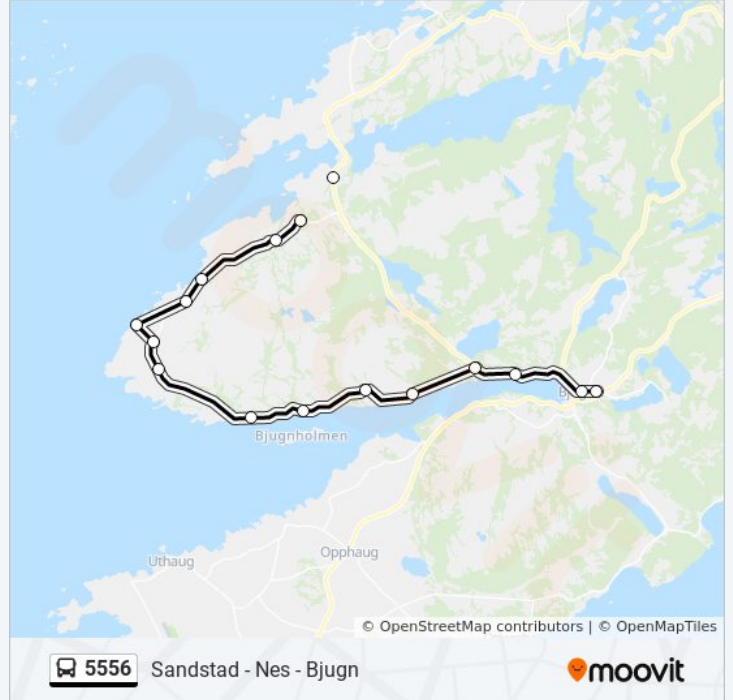 Bjugnholmen
Opphaug
Uthaug
© OpenStreetMap contributors | © OpenMapTiles
5556 Sandstad - Nes - Bjugn
moovit